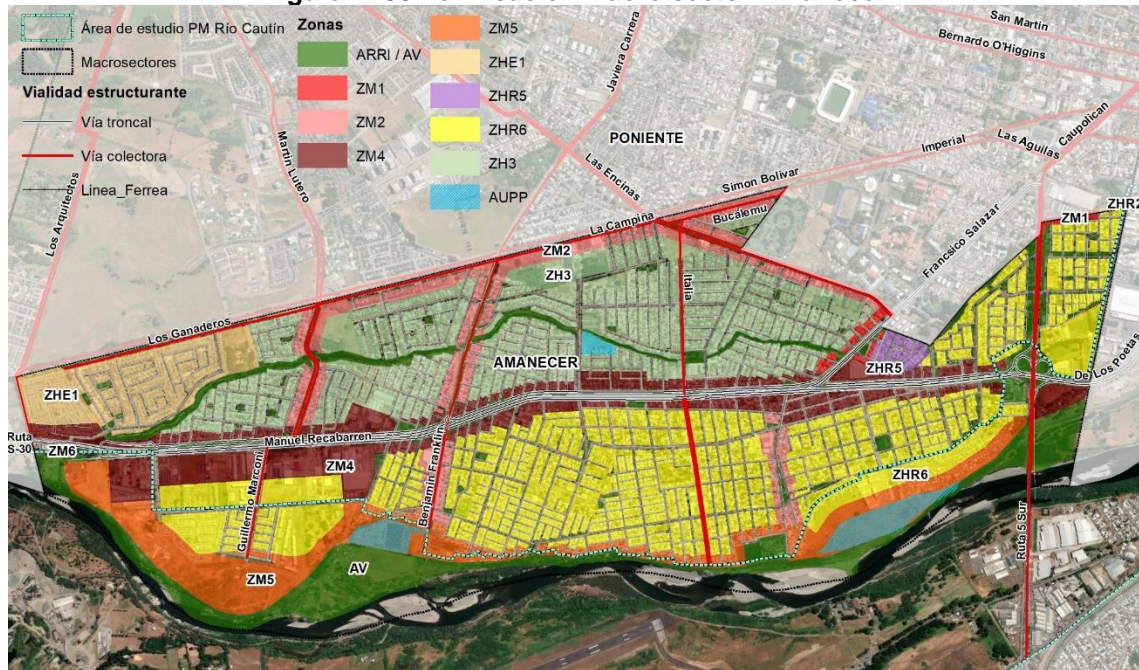 Área de estudio PM Río Cautín
Macrosectores
Vialidad estructurante
Vía troncal
Vía colectora
Linea_Ferrea
Zonas
ARRI / AV
ZM1
ZM2
ZM4
ZM5
ZHE1
ZHR5
ZHR6
ZH3
AUPP
San Martin
Bernardo O'Higgins
Javiera Carrera
Caupolican
Las Aguilas
Imperial
PONIENTE
Martin Lutero
Las Encinas
Simon Bolivar
Los Arquitectos
La Campiña
Bucalemu
Francsico Salazar
ZHR2
ZM1
ZM2
ZH3
Italia
Los Ganaderos
AMANECER
ZHR5
De Los Poetas
ZHE1
Manuel Recabarren
Ruta
S-30
ZM6
ZM4
Benjamin Franklin
Guillermo Marconi
ZHR6
Ruta 5 Sur
AV
ZM5